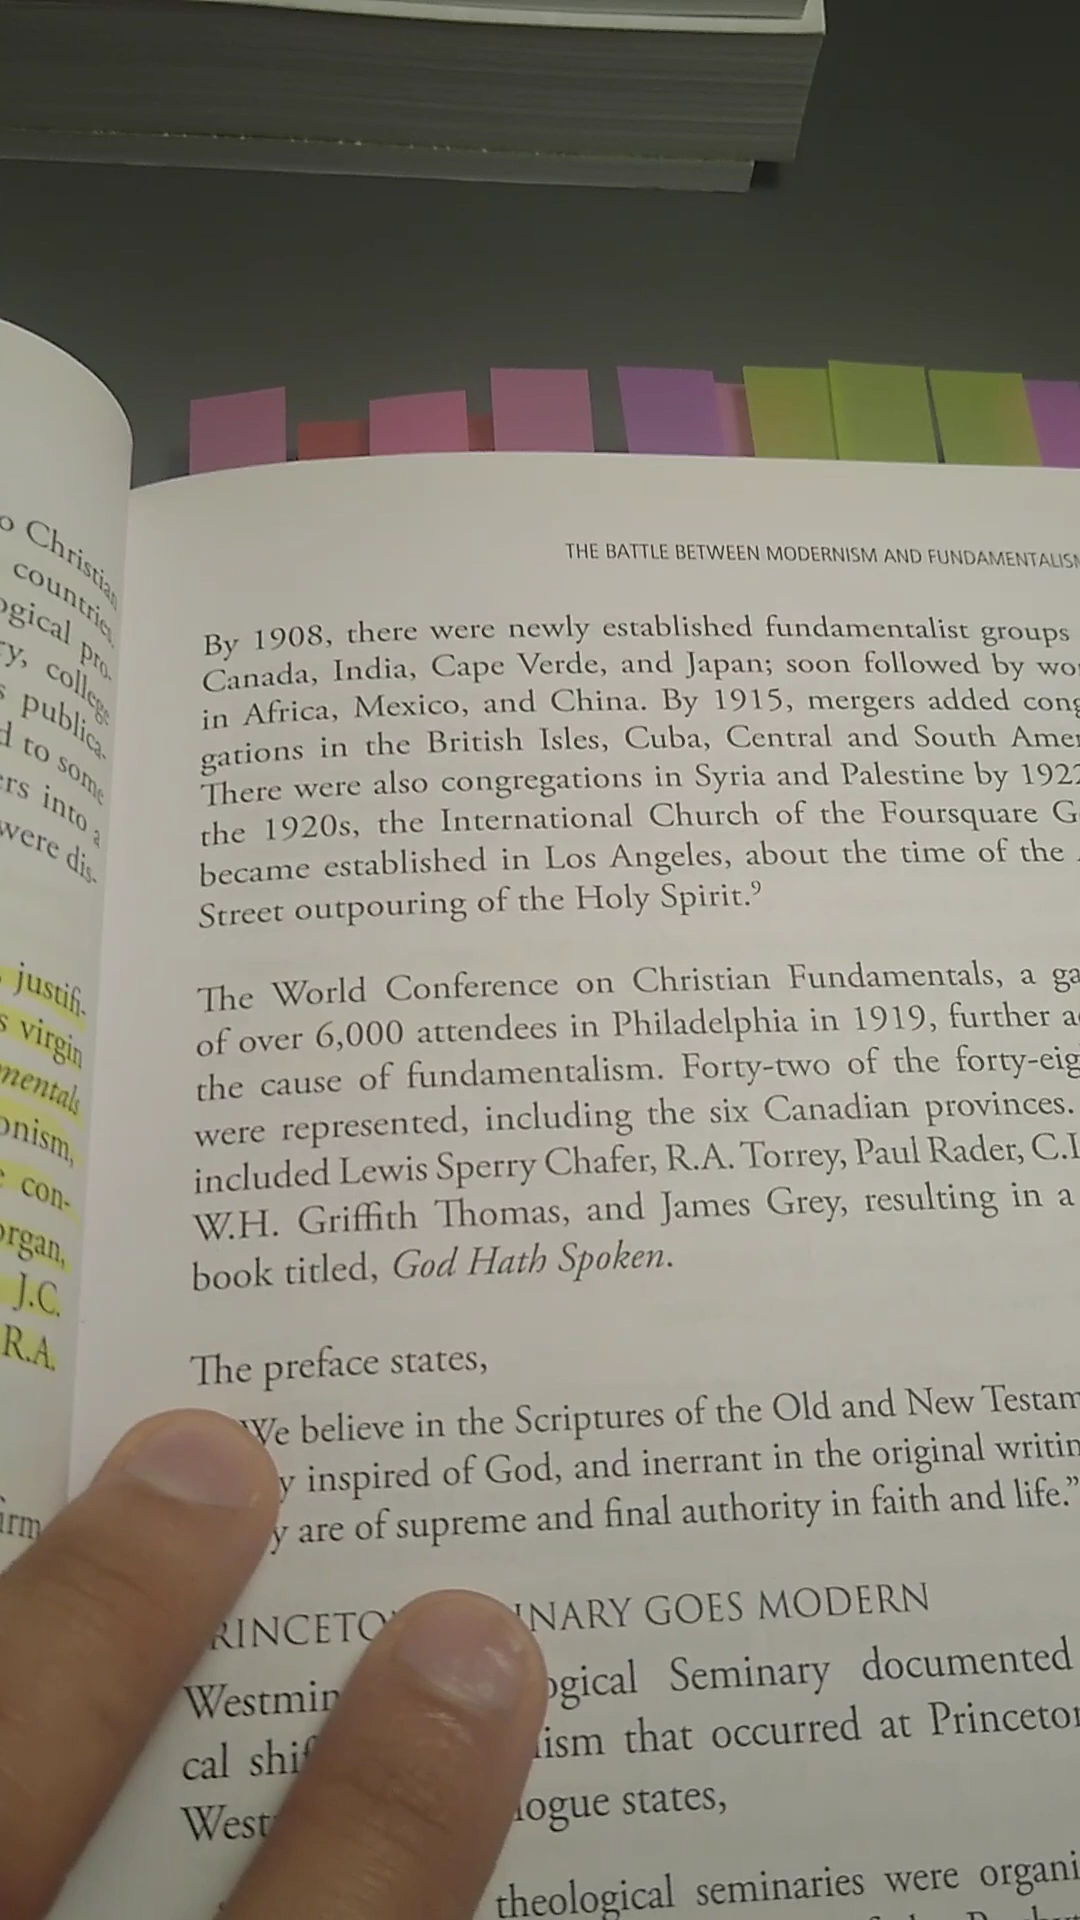 Christian
countries,
ogical pro-
ry, college
s publica-
d to some
ers into a
were dis-
justifi-
s virgin
mentals
onism,
con-
organ,
J.C.
R.A.
irm
THE BATTLE BETWEEN MODERNISM AND FUNDAMENTALISM
By 1908, there were newly established fundamentalist groups
Canada, India, Cape Verde, and Japan; soon followed by wo
in Africa, Mexico, and China. By 1915, mergers added cong
gations in the British Isles, Cuba, Central and South Amer
There were also congregations in Syria and Palestine by 1922
the 1920s, the International Church of the Foursquare G
became established in Los Angeles, about the time of the
Street outpouring of the Holy Spirit.⁹
The World Conference on Christian Fundamentals, a ga
of over 6,000 attendees in Philadelphia in 1919, further a
the cause of fundamentalism. Forty-two of the forty-eig
were represented, including the six Canadian provinces.
included Lewis Sperry Chafer, R.A. Torrey, Paul Rader, C.I
W.H. Griffith Thomas, and James Grey, resulting in a
book titled, God Hath Spoken.
The preface states,
We believe in the Scriptures of the Old and New Testam
y inspired of God, and inerrant in the original writin
y are of supreme and final authority in faith and life.”
RINCETO INARY GOES MODERN
Westmin ogical Seminary documented
cal shif ism that occurred at Princeton
West logue states,
theological seminaries were organi